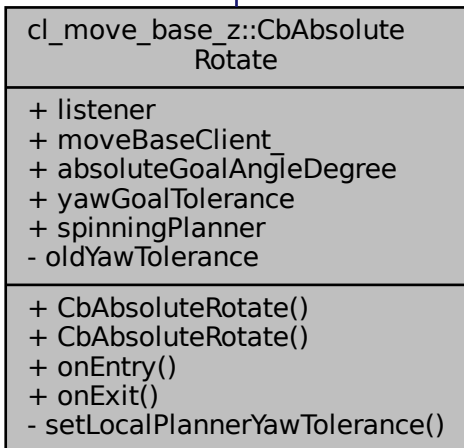 cl_move_base_z::CbAbsolute
Rotate
+ listener
+ moveBaseClient_
+ absoluteGoalAngleDegree
+ yawGoalTolerance
+ spinningPlanner
- oldYawTolerance
+ CbAbsoluteRotate()
+ CbAbsoluteRotate()
+ onEntry()
+ onExit()
- setLocalPlannerYawTolerance()